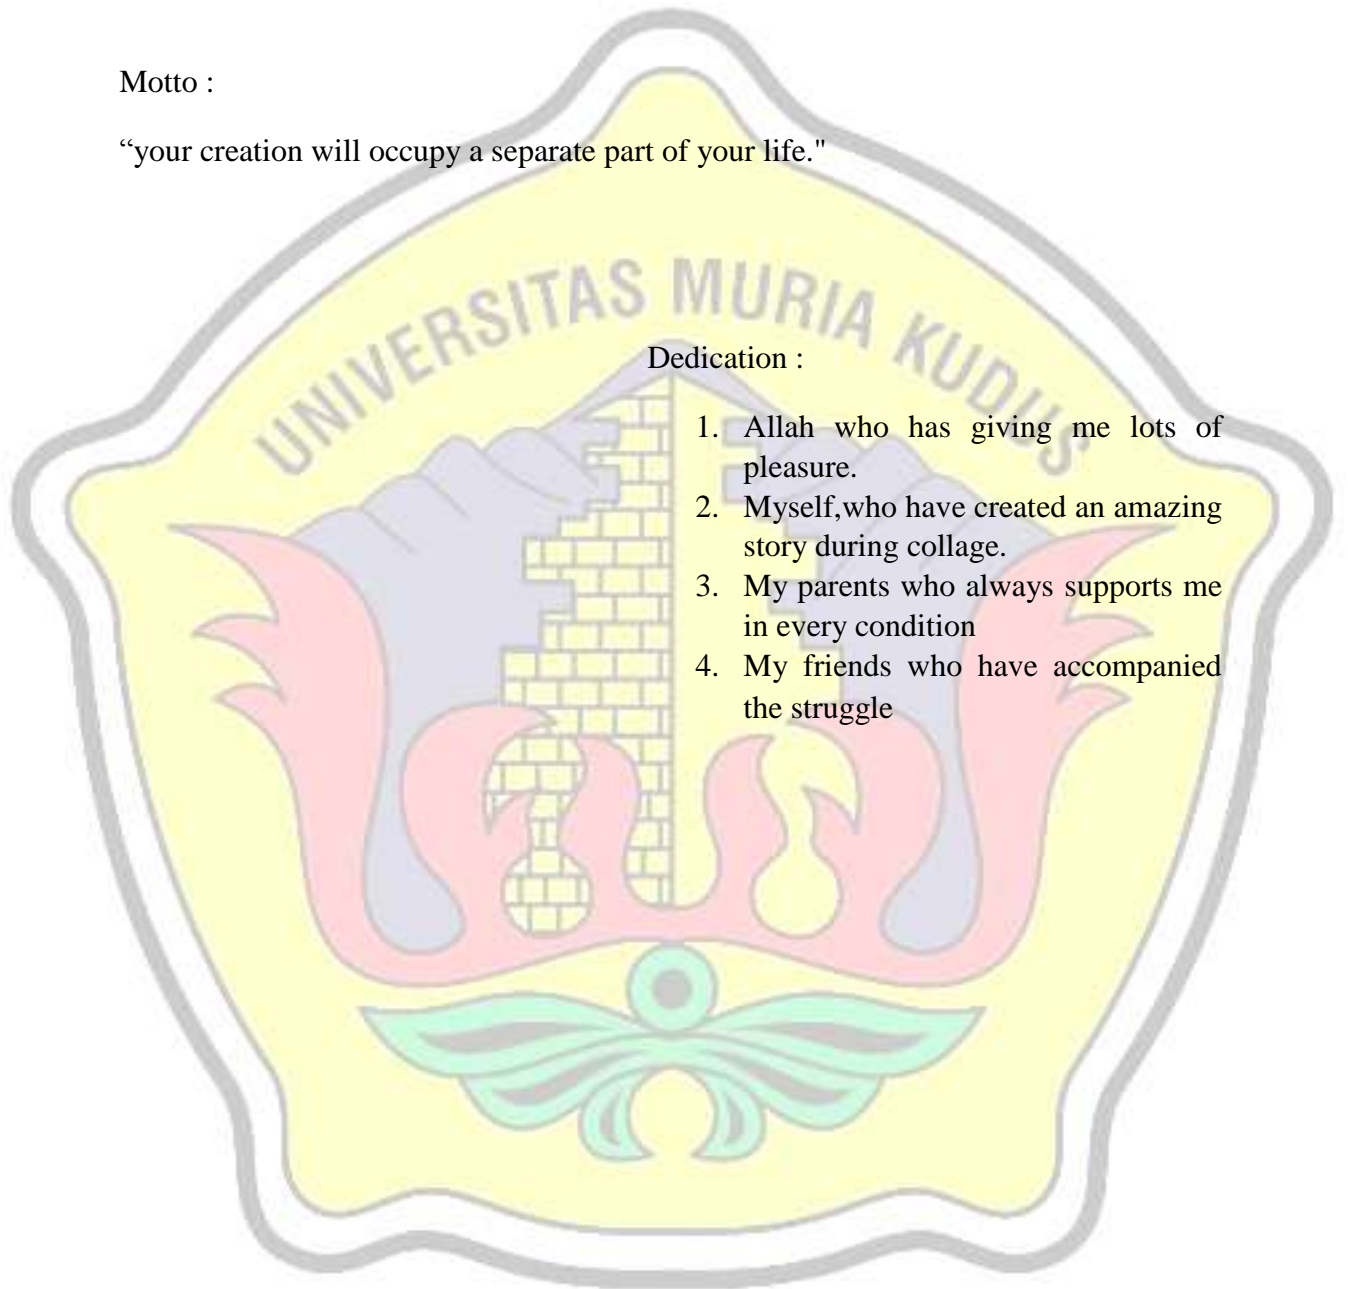 Motto :
“your creation will occupy a separate part of your life."
UNIVERSITAS MURIA KUDUS
Dedication :
1. Allah who has giving me lots of
pleasure.
2. Myself,who have created an amazing
story during collage.
3. My parents who always supports me
in every condition
4. My friends who have accompanied
the struggle